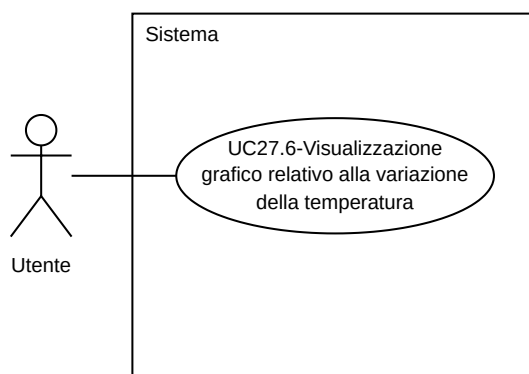 Sistema
UC27.6-Visualizzazione
grafico relativo alla variazione
della temperatura
Utente